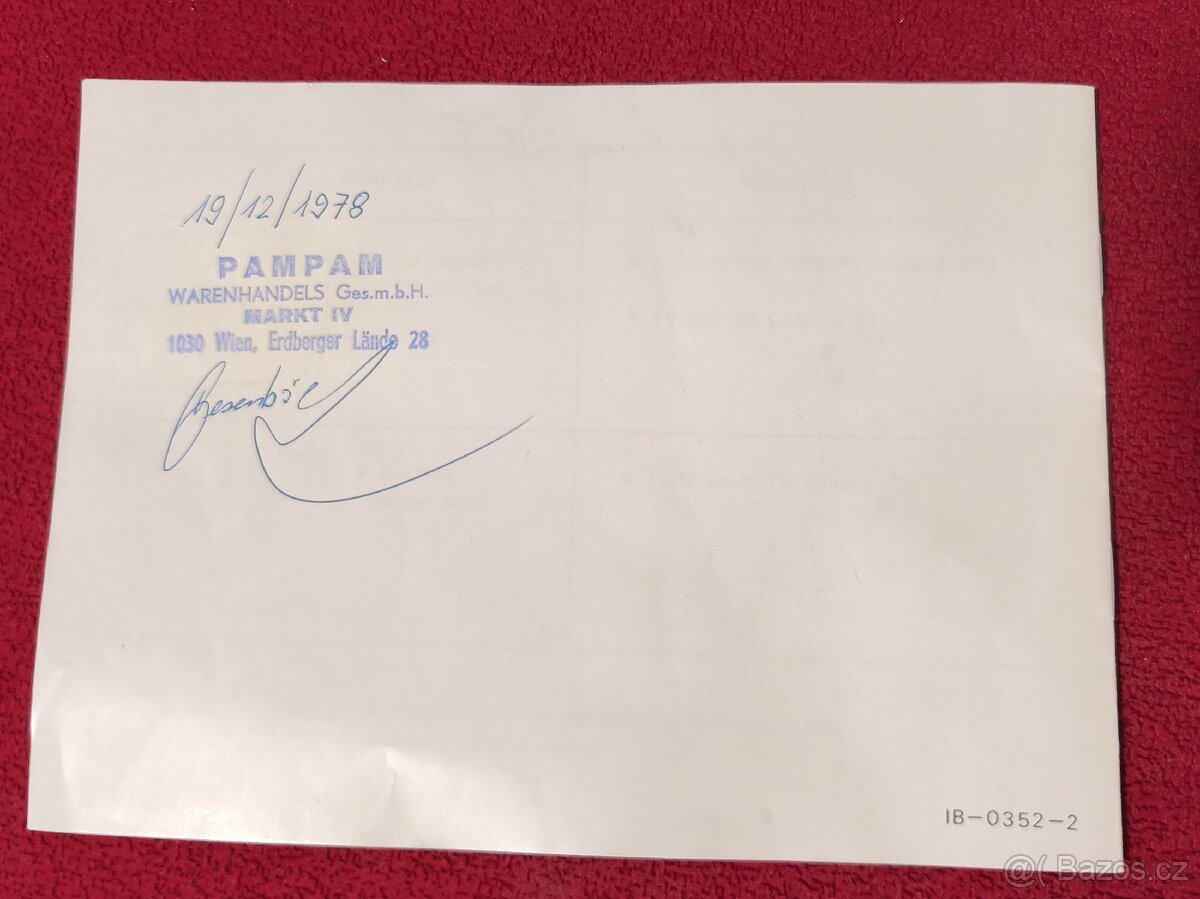 19/12/1978
PAMPAM
WARENHANDELS Ges.m.b.H.
MARKT IV
1030 Wien, Erdberger Lände 28
IB-0352-2
@( Bazos.cz